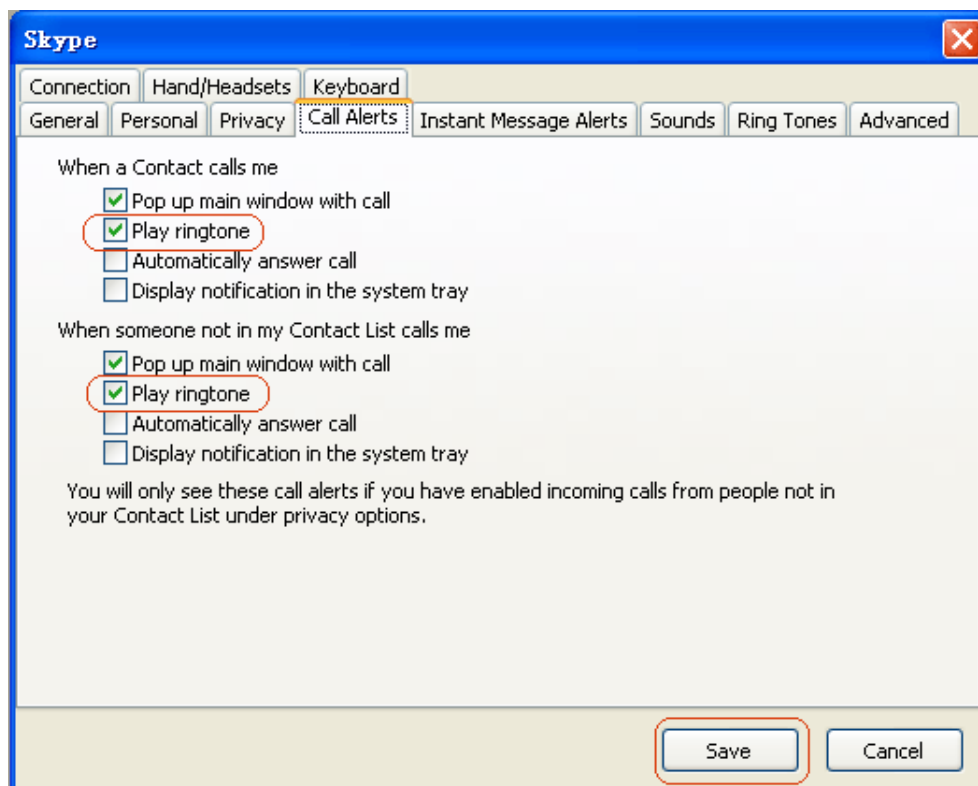 Skype
Connection Hand/Headsets Keyboard
General Personal Privacy Call Alerts Instant Message Alerts Sounds Ring Tones Advanced
When a Contact calls me
Pop up main window with call
Play ringtone
Automatically answer call
Display notification in the system tray
When someone not in my Contact List calls me
Pop up main window with call
Play ringtone
Automatically answer call
Display notification in the system tray
You will only see these call alerts if you have enabled incoming calls from people not in
your Contact List under privacy options.
Save Cancel